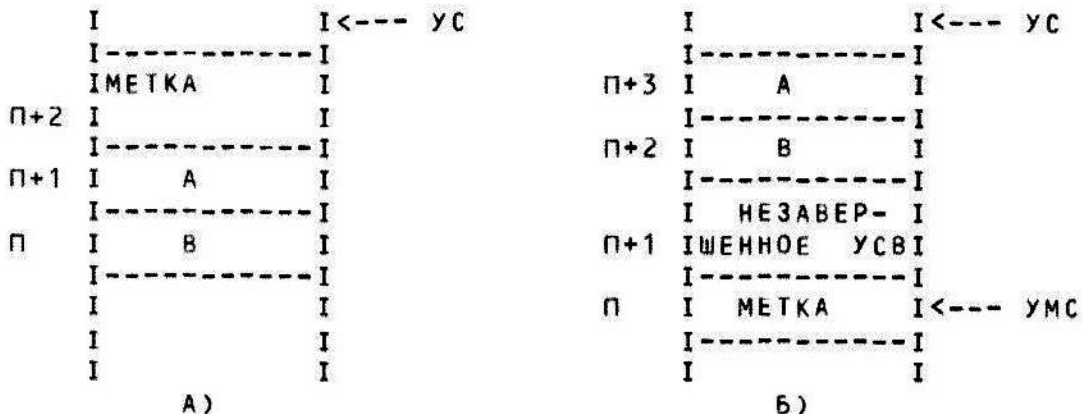 I I<--- УС I I<--- УС
I-----------I I-----------I
IМЕТКА I П+3 I А I
П+2 I I I-----------I
I-----------I П+2 I В I
П+1 I А I I-----------I
I-----------I I НЕЗАВЕР- I
П I В I П+1 IШЕННОЕ УСВI
I-----------I I-----------I
I I П I МЕТКА I<--- УМС
I I I-----------I
I I I I
А) Б)